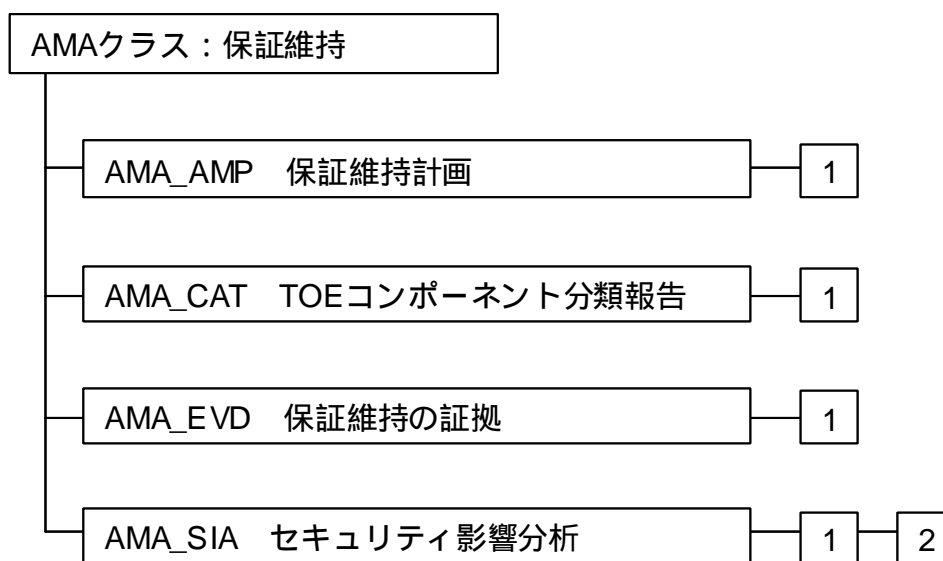 AMAクラス：保証維持
AMA_AMP　保証維持計画 1
AMA_CAT　TOEコンポーネント分類報告 1
AMA_EVD　保証維持の証拠 1
AMA_SIA　セキュリティ影響分析 1 2